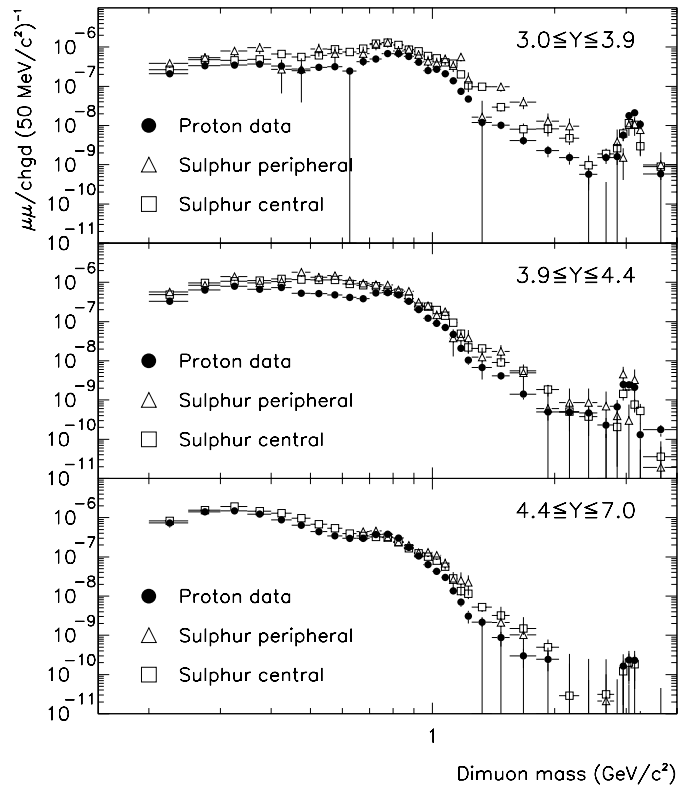 μμ/chgd (50 MeV/c²)⁻¹
10⁻⁶
10⁻⁷
10⁻⁸
10⁻⁹
10⁻¹⁰
10⁻¹¹
3.0≤Y≤3.9
Proton data
Sulphur peripheral
Sulphur central
10⁻⁶
10⁻⁷
10⁻⁸
10⁻⁹
10⁻¹⁰
10⁻¹¹
3.9≤Y≤4.4
Proton data
Sulphur peripheral
Sulphur central
10⁻⁶
10⁻⁷
10⁻⁸
10⁻⁹
10⁻¹⁰
10⁻¹¹
4.4≤Y≤7.0
Proton data
Sulphur peripheral
Sulphur central
1
Dimuon mass (GeV/c²)